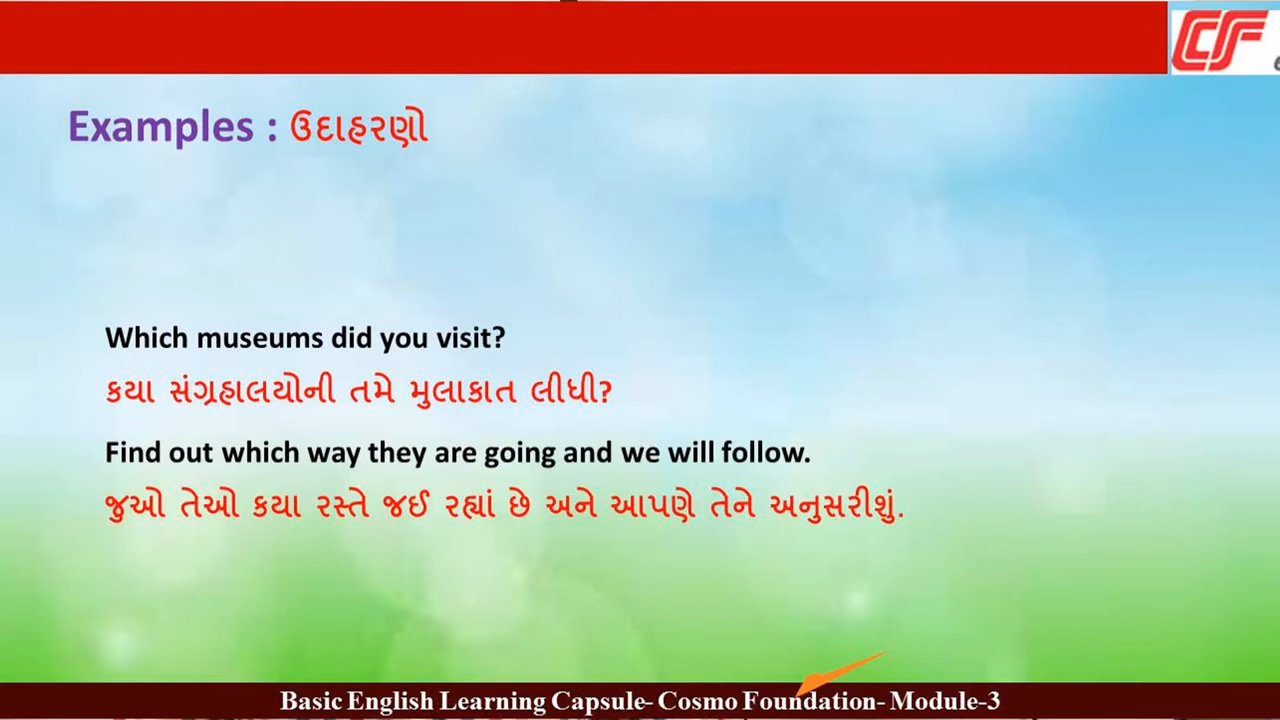 CF
Examples : ઉદાહરણો
Which museums did you visit?
કયા સંગ્રહાલયોની તમે મુલાકાત લીધી?
Find out which way they are going and we will follow.
જુઓ તેઓ કયા રસ્તે જઈ રહ્યાં છે અને આપણે તેને અનુસરીશું.
Basic English Learning Capsule- Cosmo Foundation- Module-3